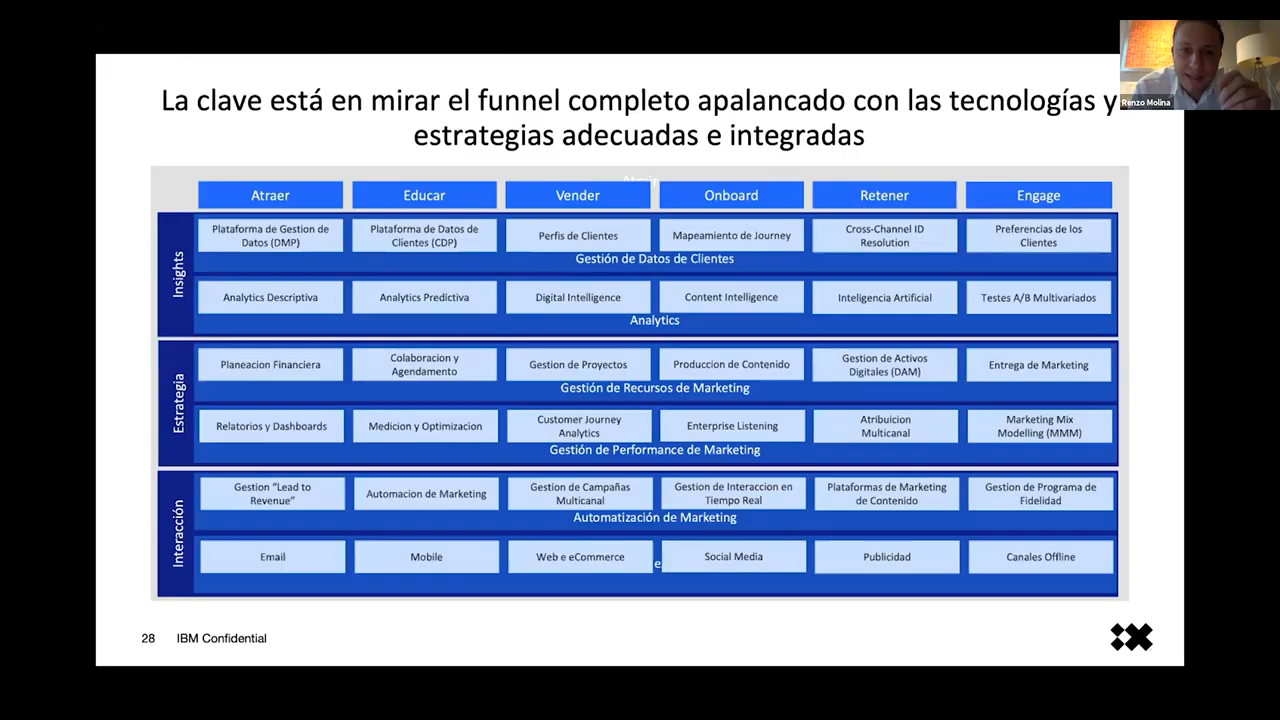 La clave está en mirar el funnel completo apalancado con las tecnologías y
estrategias adecuadas e integradas
Renzo Molina
Atraer
Educar
Vender
Onboard
Retener
Engage
Insights
Plataforma de Gestion de
Datos (DMP)
Plataforma de Datos de
Clientes (CDP)
Perfis de Clientes
Mapeamiento de Journey
Cross-Channel ID
Resolution
Preferencias de los
Clientes
Gestión de Datos de Clientes
Analytics Descriptiva
Analytics Predictiva
Digital Intelligence
Content Intelligence
Inteligencia Artificial
Testes A/B Multivariados
Analytics
Estrategia
Planeacion Financiera
Colaboracion y
Agendamento
Gestion de Proyectos
Produccion de Contenido
Gestion de Activos
Digitales (DAM)
Entrega de Marketing
Gestión de Recursos de Marketing
Relatorios y Dashboards
Medicion y Optimizacion
Customer Journey
Analytics
Enterprise Listening
Atribuicion
Multicanal
Marketing Mix
Modelling (MMM)
Gestión de Performance de Marketing
Interacción
Gestion "Lead to
Revenue"
Automacion de Marketing
Gestion de Campañas
Multicanal
Gestion de Interaccion en
Tiempo Real
Plataformas de Marketing
de Contenido
Gestion de Programa de
Fidelidad
Automatización de Marketing
Email
Mobile
Web e eCommerce
Social Media
Publicidad
Canales Offline
28 IBM Confidential